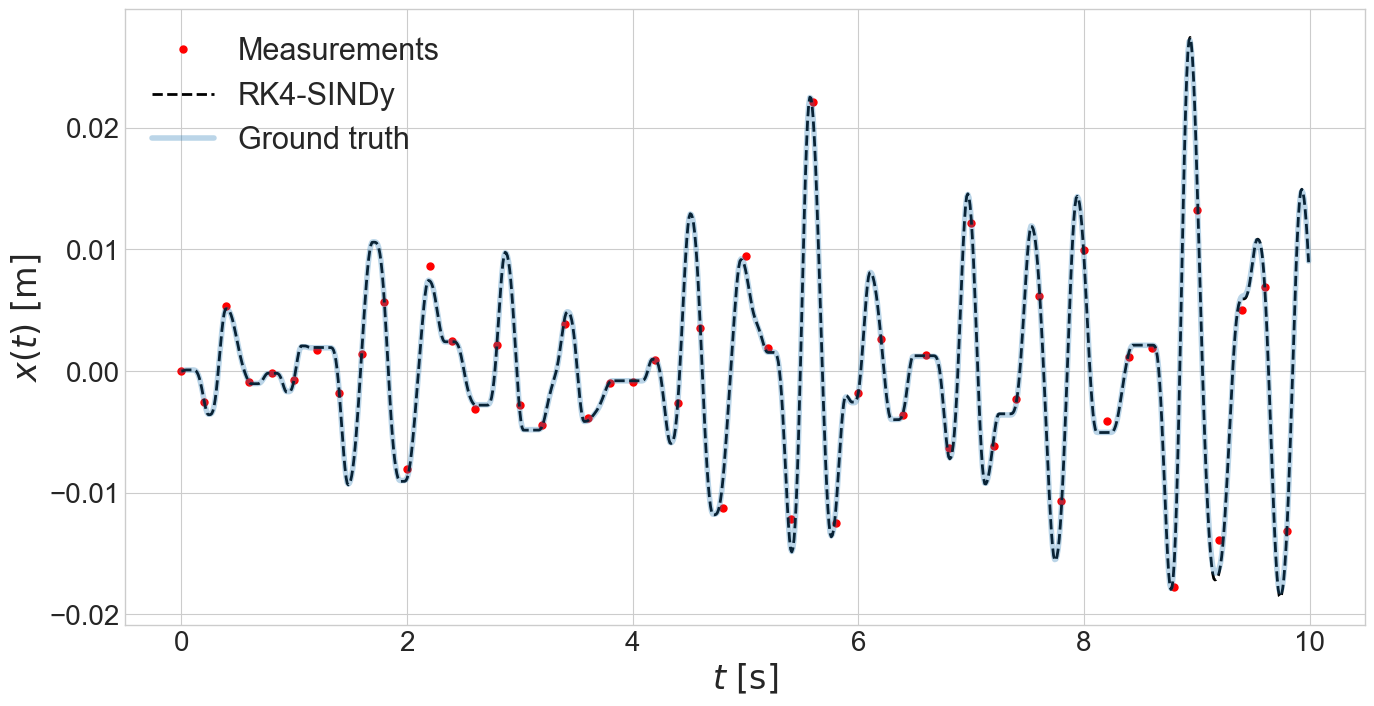 Measurements
RK4-SINDy
Ground truth
0.02
0.01
0.00
−0.01
−0.02
x(t) [m]
0 2 4 6 8 10
t [s]